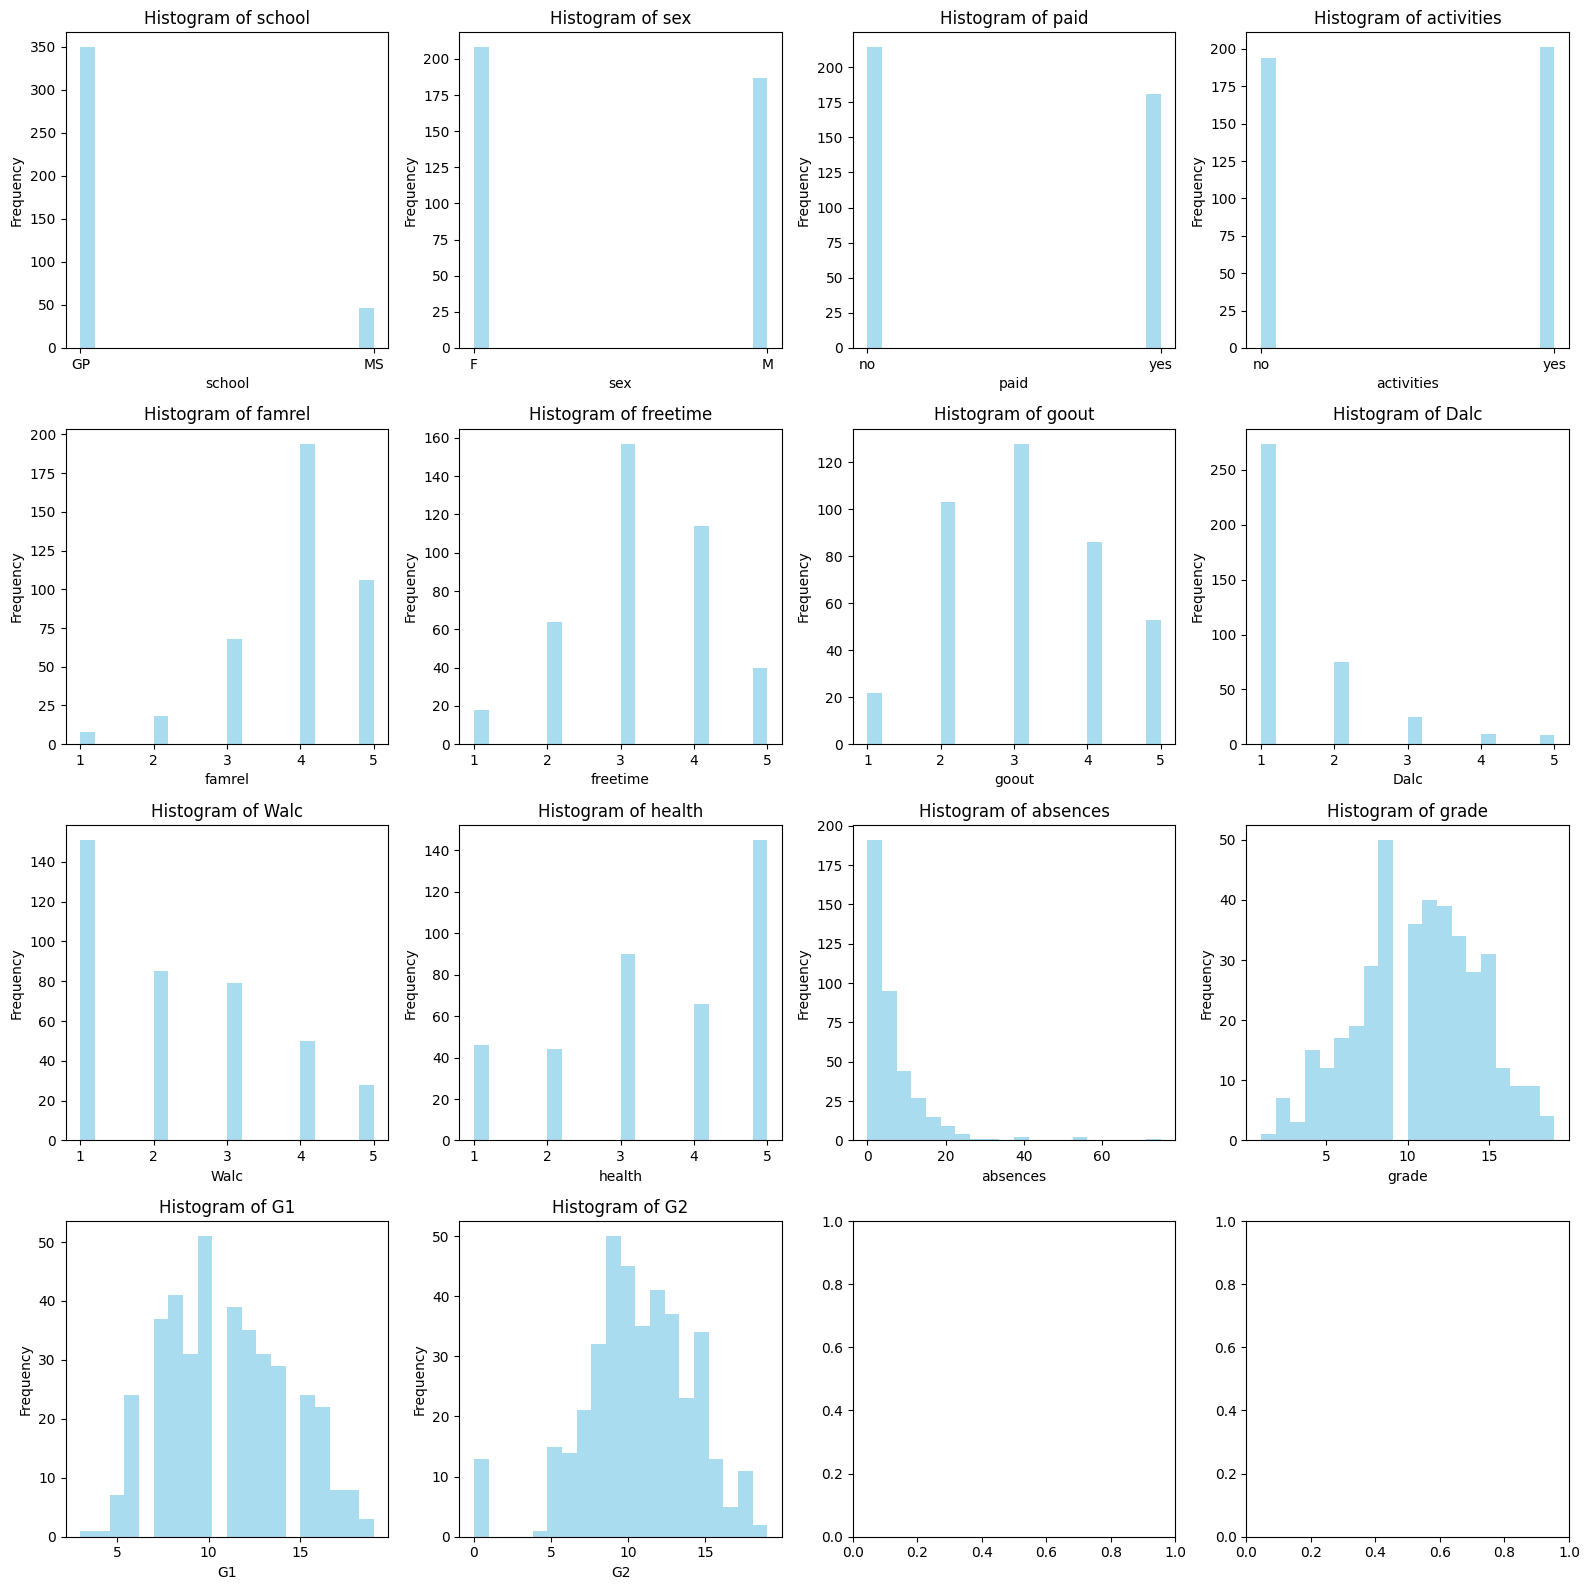 Histogram of school
350
300
250
200
150
100
50
0
Frequency
GP MS
school
Histogram of sex
200
175
150
125
100
75
50
25
0
Frequency
F M
sex
Histogram of paid
200
175
150
125
100
75
50
25
0
Frequency
no yes
paid
Histogram of activities
200
175
150
125
100
75
50
25
0
Frequency
no yes
activities
Histogram of famrel
200
175
150
125
100
75
50
25
0
Frequency
1 2 3 4 5
famrel
Histogram of freetime
160
140
120
100
80
60
40
20
0
Frequency
1 2 3 4 5
freetime
Histogram of goout
120
100
80
60
40
20
0
Frequency
1 2 3 4 5
goout
Histogram of Dalc
250
200
150
100
50
0
Frequency
1 2 3 4 5
Dalc
Histogram of Walc
140
120
100
80
60
40
20
0
Frequency
1 2 3 4 5
Walc
Histogram of health
140
120
100
80
60
40
20
0
Frequency
1 2 3 4 5
health
Histogram of absences
200
175
150
125
100
75
50
25
0
Frequency
0 20 40 60
absences
Histogram of grade
50
40
30
20
10
0
Frequency
5 10 15
grade
Histogram of G1
50
40
30
20
10
0
Frequency
5 10 15
G1
Histogram of G2
50
40
30
20
10
0
Frequency
0 5 10 15
G2
1.0
0.8
0.6
0.4
0.2
0.0
0.0 0.2 0.4 0.6 0.8 1.0
1.0
0.8
0.6
0.4
0.2
0.0
0.0 0.2 0.4 0.6 0.8 1.0